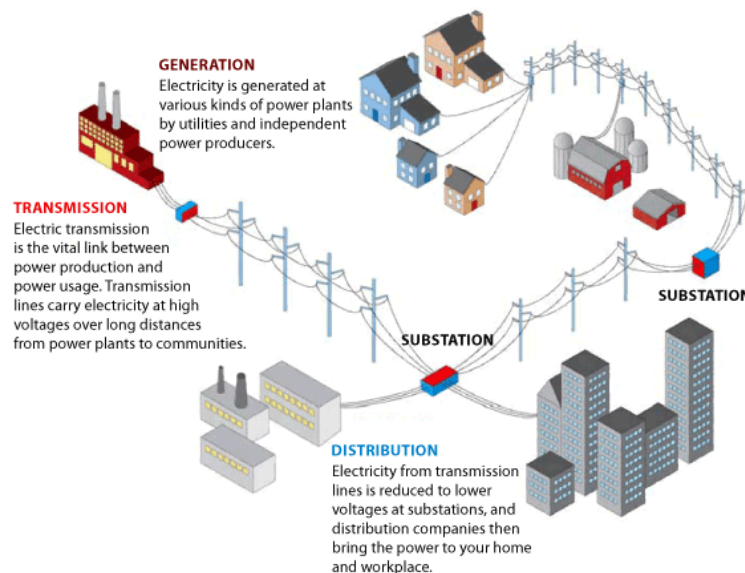 GENERATION
Electricity is generated at
various kinds of power plants
by utilities and independent
power producers.
TRANSMISSION
Electric transmission
is the vital link between
power production and
power usage. Transmission
lines carry electricity at high
voltages over long distances
from power plants to communities.
SUBSTATION
SUBSTATION
DISTRIBUTION
Electricity from transmission
lines is reduced to lower
voltages at substations, and
distribution companies then
bring the power to your home
and workplace.